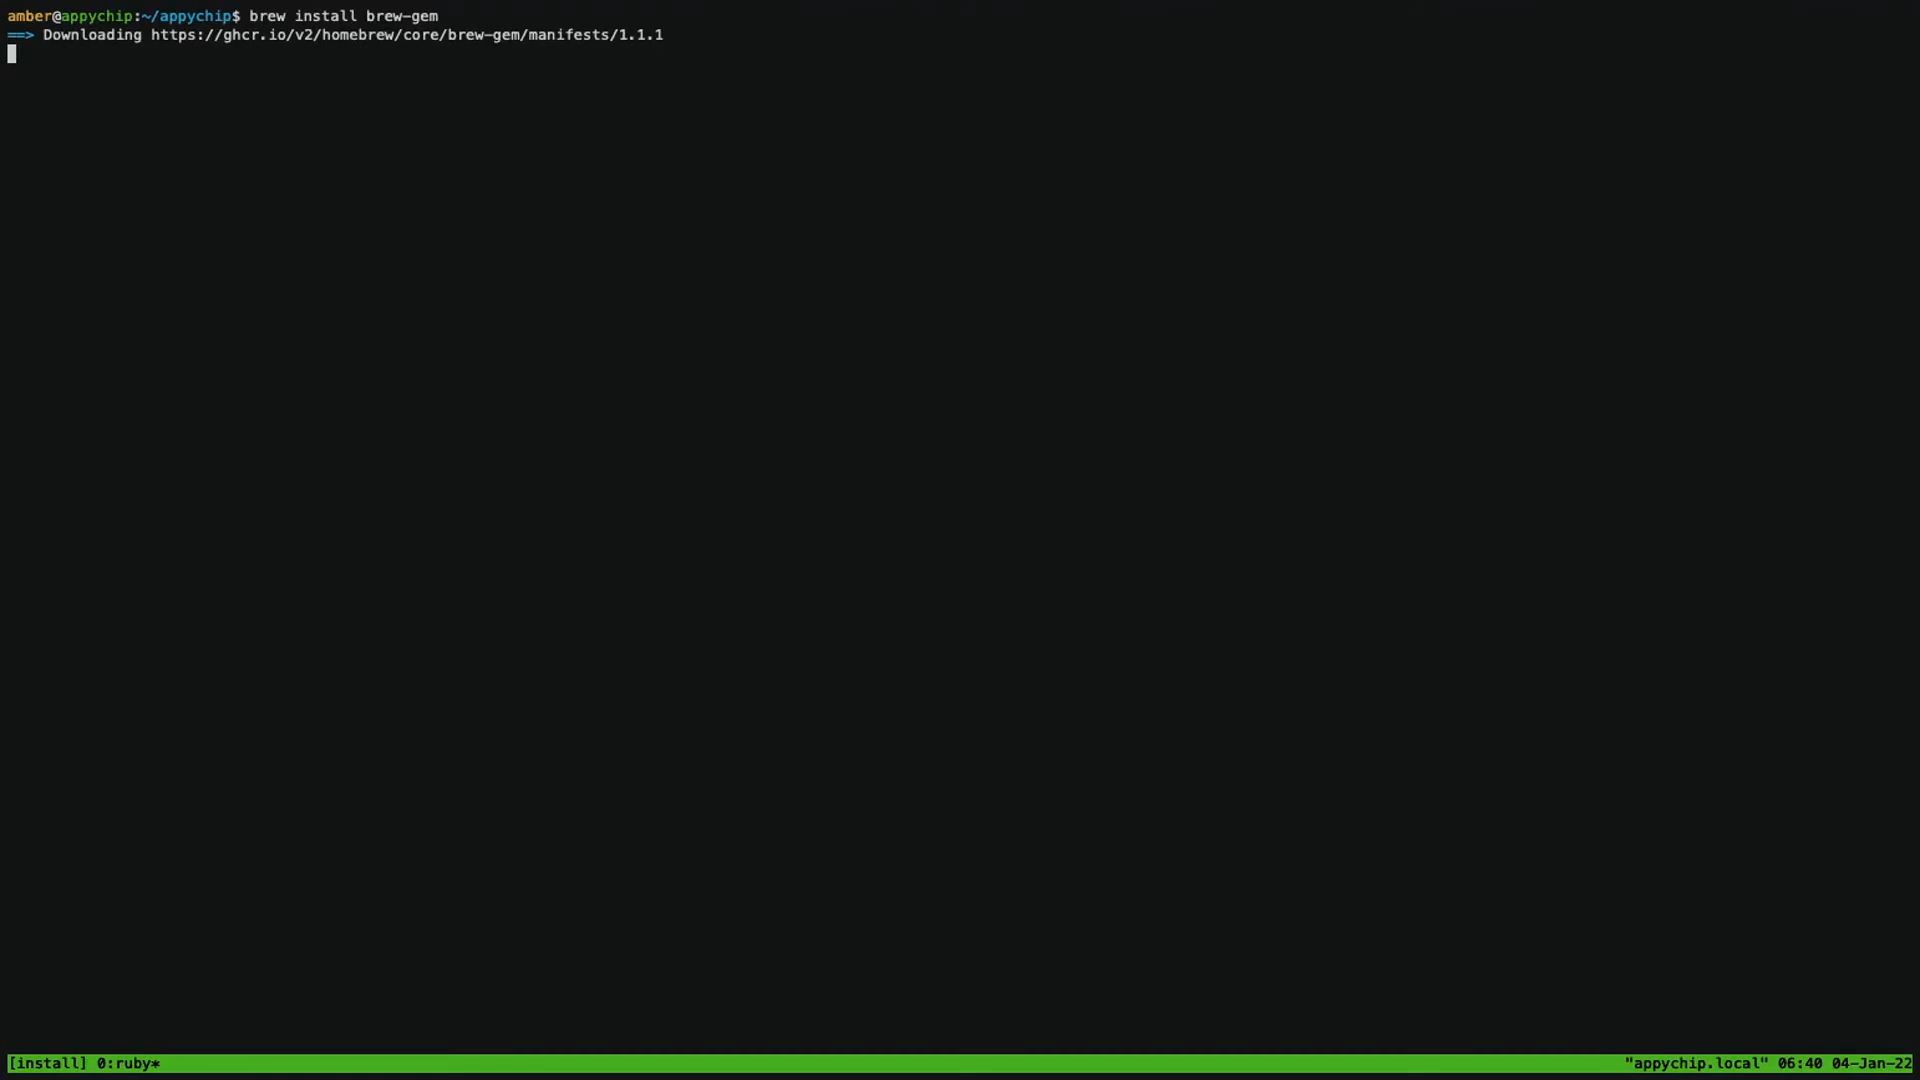 amber@appychip:~/appychip$ brew install brew-gem
==> Downloading https://ghcr.io/v2/homebrew/core/brew-gem/manifests/1.1.1
[install] 0:ruby* "appychip.local" 06:40 04-Jan-22